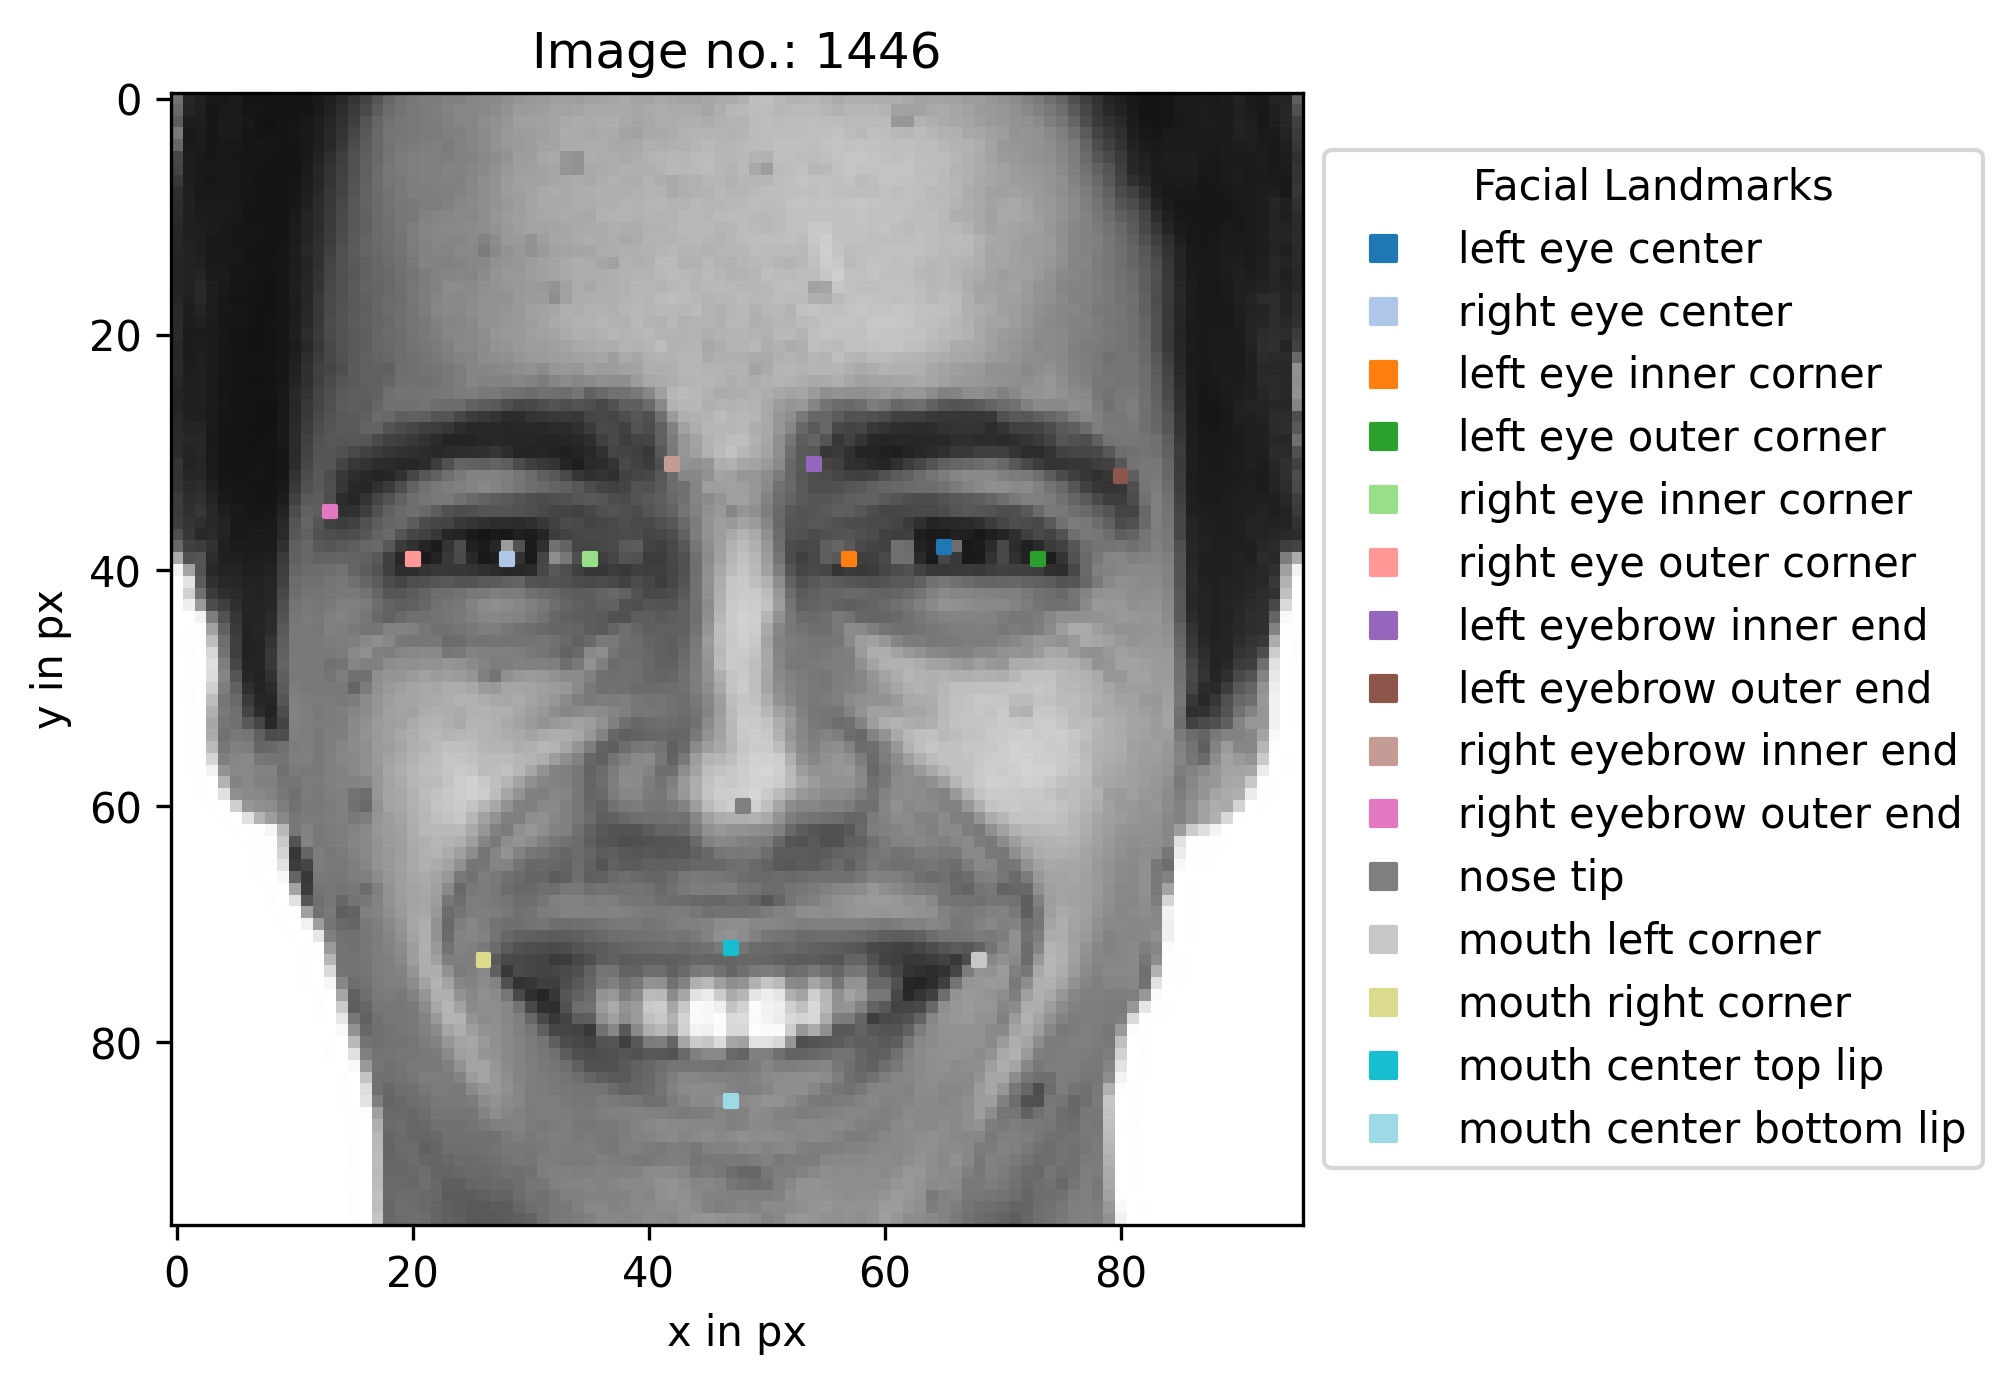 Image no.: 1446
0
20
40
60
80
y in px
0 20 40 60 80
x in px
Facial Landmarks
left eye center
right eye center
left eye inner corner
left eye outer corner
right eye inner corner
right eye outer corner
left eyebrow inner end
left eyebrow outer end
right eyebrow inner end
right eyebrow outer end
nose tip
mouth left corner
mouth right corner
mouth center top lip
mouth center bottom lip